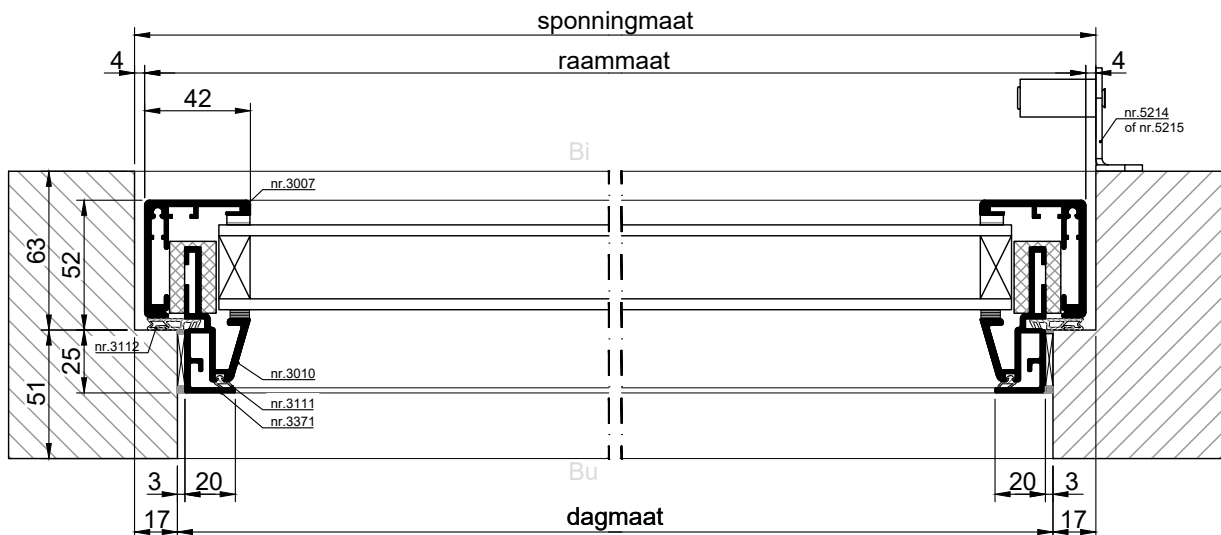 sponningmaat
4
raammaat
4
42
nr.5214
of nr.5215
Bi
nr.3007
63
52
nr.3112
25
51
nr.3010
nr.3111
nr.3371
Bu
3
20
20
3
17
dagmaat
17